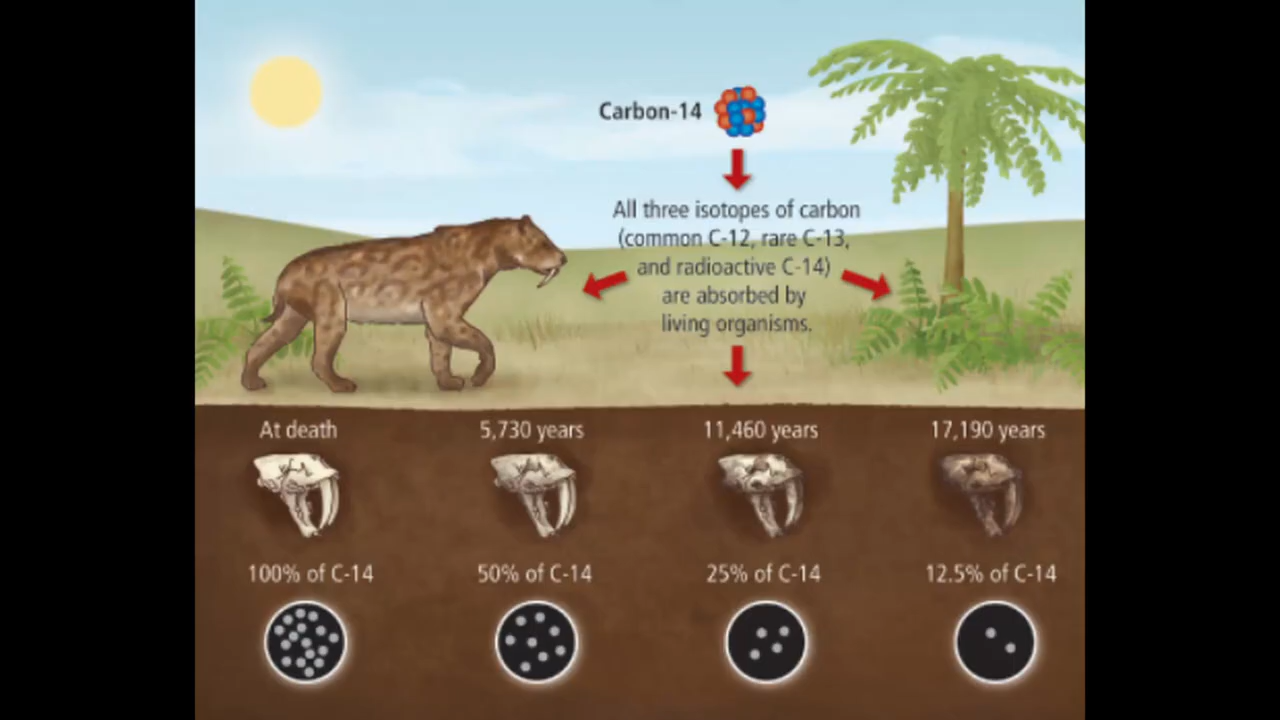 Carbon-14
All three isotopes of carbon
(common C-12, rare C-13,
and radioactive C-14)
are absorbed by
living organisms.
At death
5,730 years
11,460 years
17,190 years
100% of C-14
50% of C-14
25% of C-14
12.5% of C-14